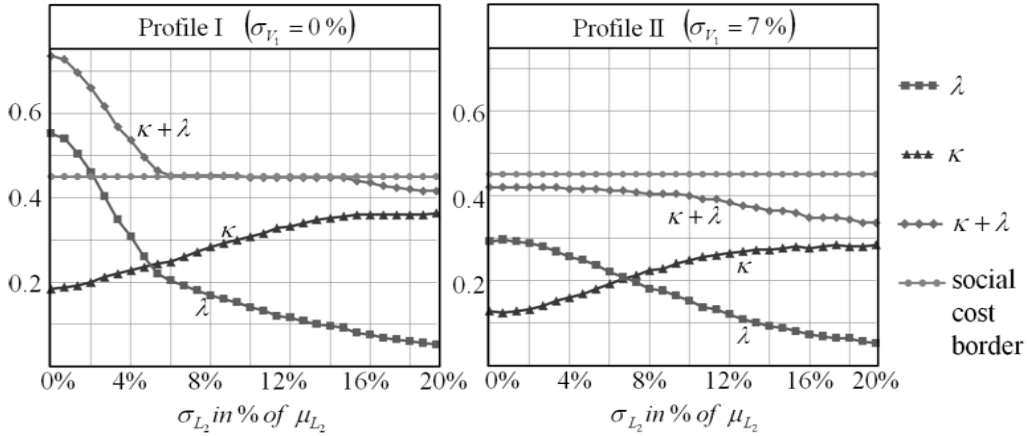 Profile I (σ_{V_1} = 0 %)
0.6
0.4
0.2
κ + λ
κ
λ
0% 4% 8% 12% 16% 20%
σ_{L_2} in % of μ_{L_2}
Profile II (σ_{V_1} = 7 %)
0.6
0.4
0.2
κ + λ
κ
λ
0% 4% 8% 12% 16% 20%
σ_{L_2} in % of μ_{L_2}
λ
κ
κ + λ
social
cost
border